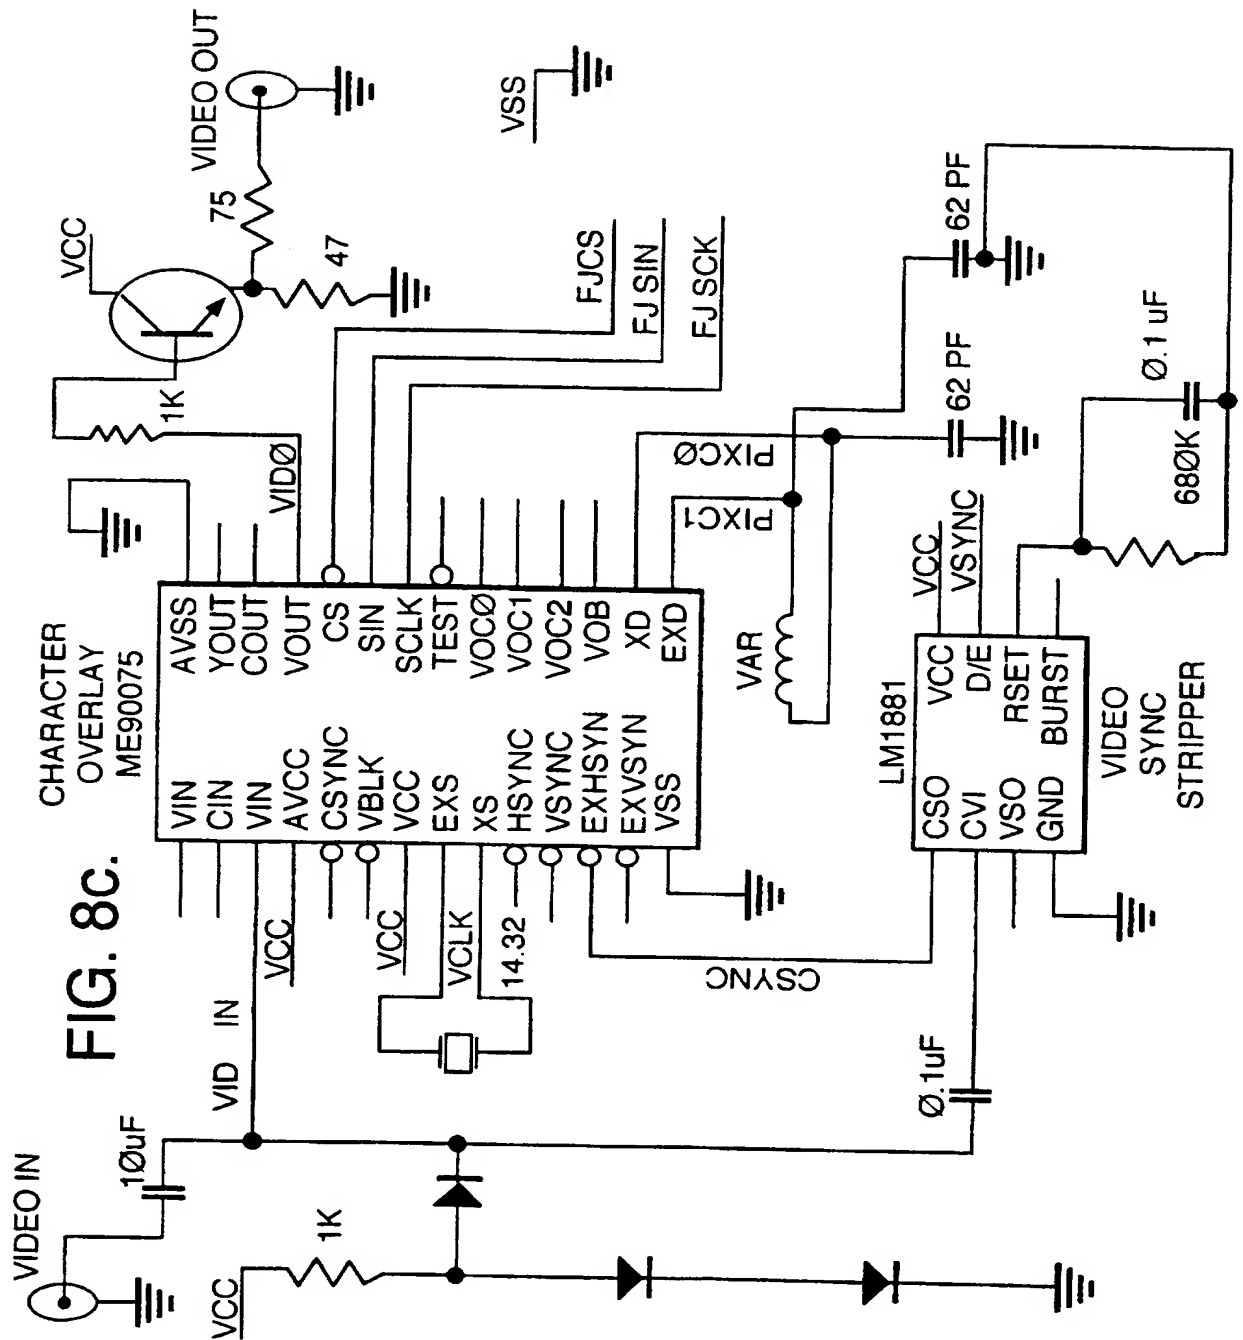 FIG. 8c.
VIDEO IN
10uF
VID IN
VCC
1K
CHARACTER
OVERLAY
ME90075
VIN
CIN
VIN
AVCC
CSYNC
VBLK
VCC
EXS
XS
HSYNC
VSYNC
EXHSYN
EXVSYN
VSS
AVSS
YOUT
COUT
VOUT
CS
SIN
SCLK
TEST
VOCØ
VOC1
VOC2
VOB
XD
EXD
VCC
VCC
VCLK
14.32
CSYNC
Ø.1uF
VIDØ
1K
VCC
75
47
VIDEO OUT
FJCS
FJ SIN
FJ SCK
VSS
PIXCØ
PIXC1
VAR
62 PF
62 PF
LM1881
CSO
CVI
VSO
GND
VCC
D/E
RSET
BURST
VIDEO
SYNC
STRIPPER
VCC
VSYNC
68ØK
Ø.1 uF